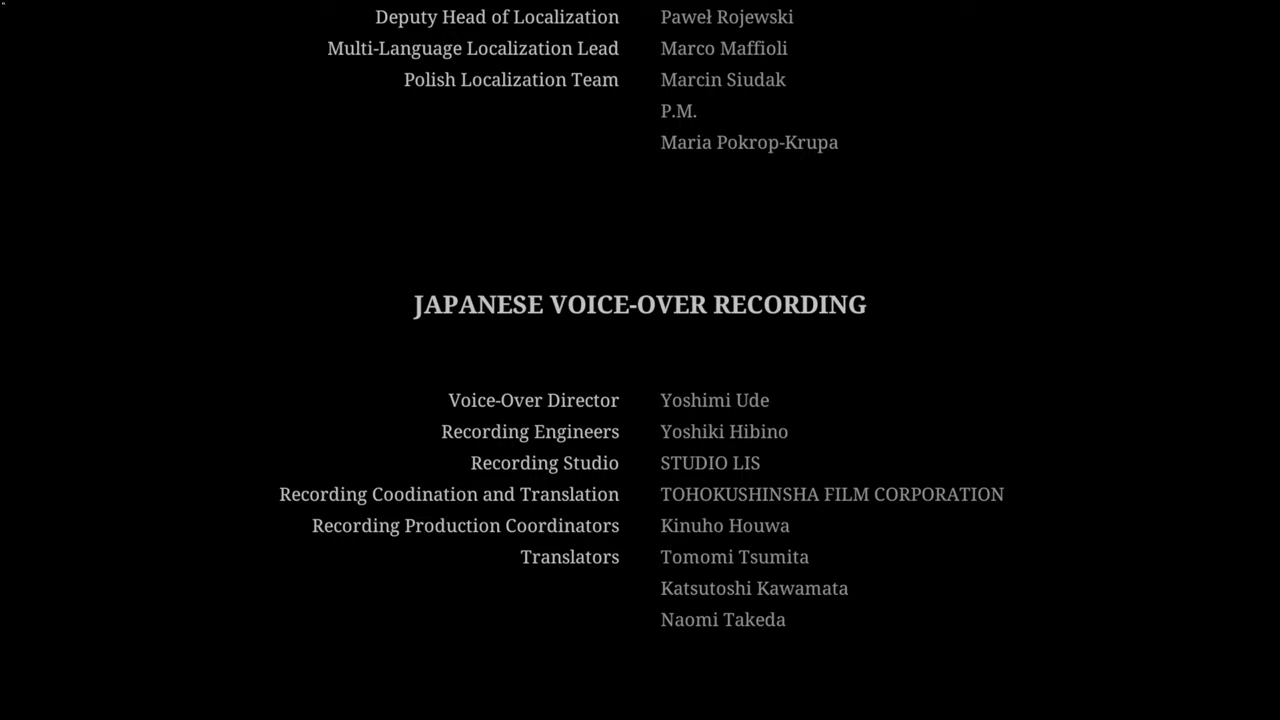 Deputy Head of Localization Paweł Rojewski
Multi-Language Localization Lead Marco Maffioli
Polish Localization Team Marcin Siudak
P.M.
Maria Pokrop-Krupa
JAPANESE VOICE-OVER RECORDING
Voice-Over Director Yoshimi Ude
Recording Engineers Yoshiki Hibino
Recording Studio STUDIO LIS
Recording Coodination and Translation TOHOKUSHINSHA FILM CORPORATION
Recording Production Coordinators Kinuho Houwa
Translators Tomomi Tsumita
Katsutoshi Kawamata
Naomi Takeda